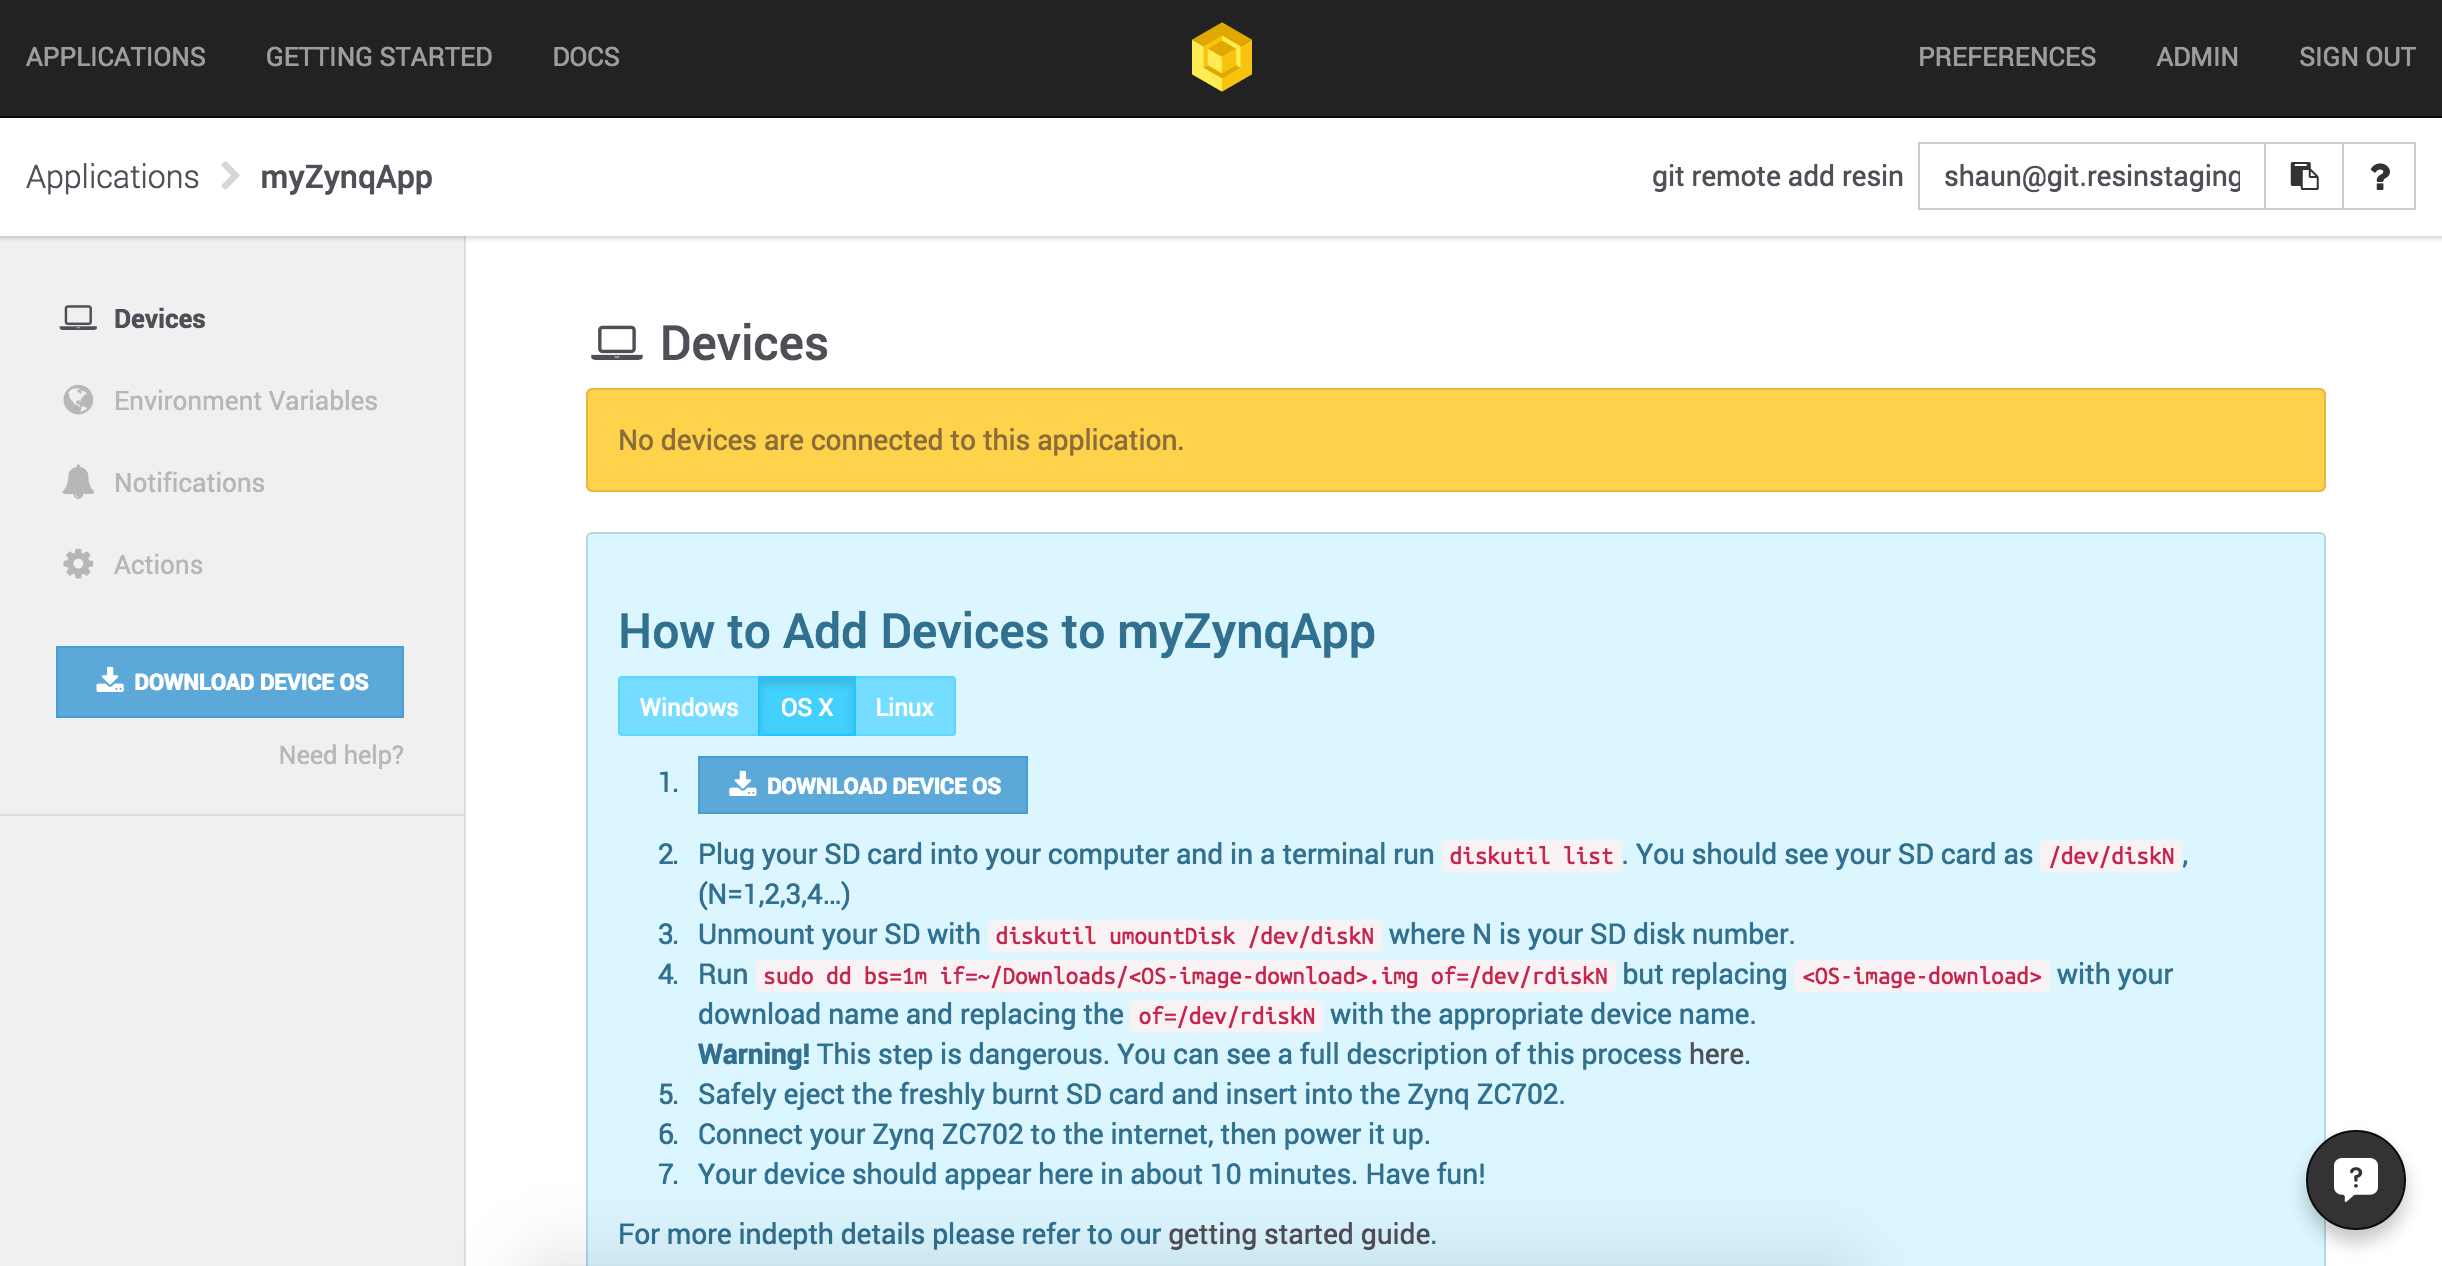 APPLICATIONS GETTING STARTED DOCS PREFERENCES ADMIN SIGN OUT
Applications myZynqApp git remote add resin shaun@git.resinstaging ?
Devices
Environment Variables
Notifications
Actions
DOWNLOAD DEVICE OS
Need help?
Devices
No devices are connected to this application.
How to Add Devices to myZynqApp
Windows OS X Linux
1. DOWNLOAD DEVICE OS
2. Plug your SD card into your computer and in a terminal run diskutil list. You should see your SD card as /dev/diskN,
(N=1,2,3,4...)
3. Unmount your SD with diskutil umountDisk /dev/diskN where N is your SD disk number.
4. Run sudo dd bs=1m if=~/Downloads/<OS-image-download>.img of=/dev/rdiskN but replacing <OS-image-download> with your
download name and replacing the of=/dev/rdiskN with the appropriate device name.
Warning! This step is dangerous. You can see a full description of this process here.
5. Safely eject the freshly burnt SD card and insert into the Zynq ZC702.
6. Connect your Zynq ZC702 to the internet, then power it up.
7. Your device should appear here in about 10 minutes. Have fun!
For more indepth details please refer to our getting started guide.
?